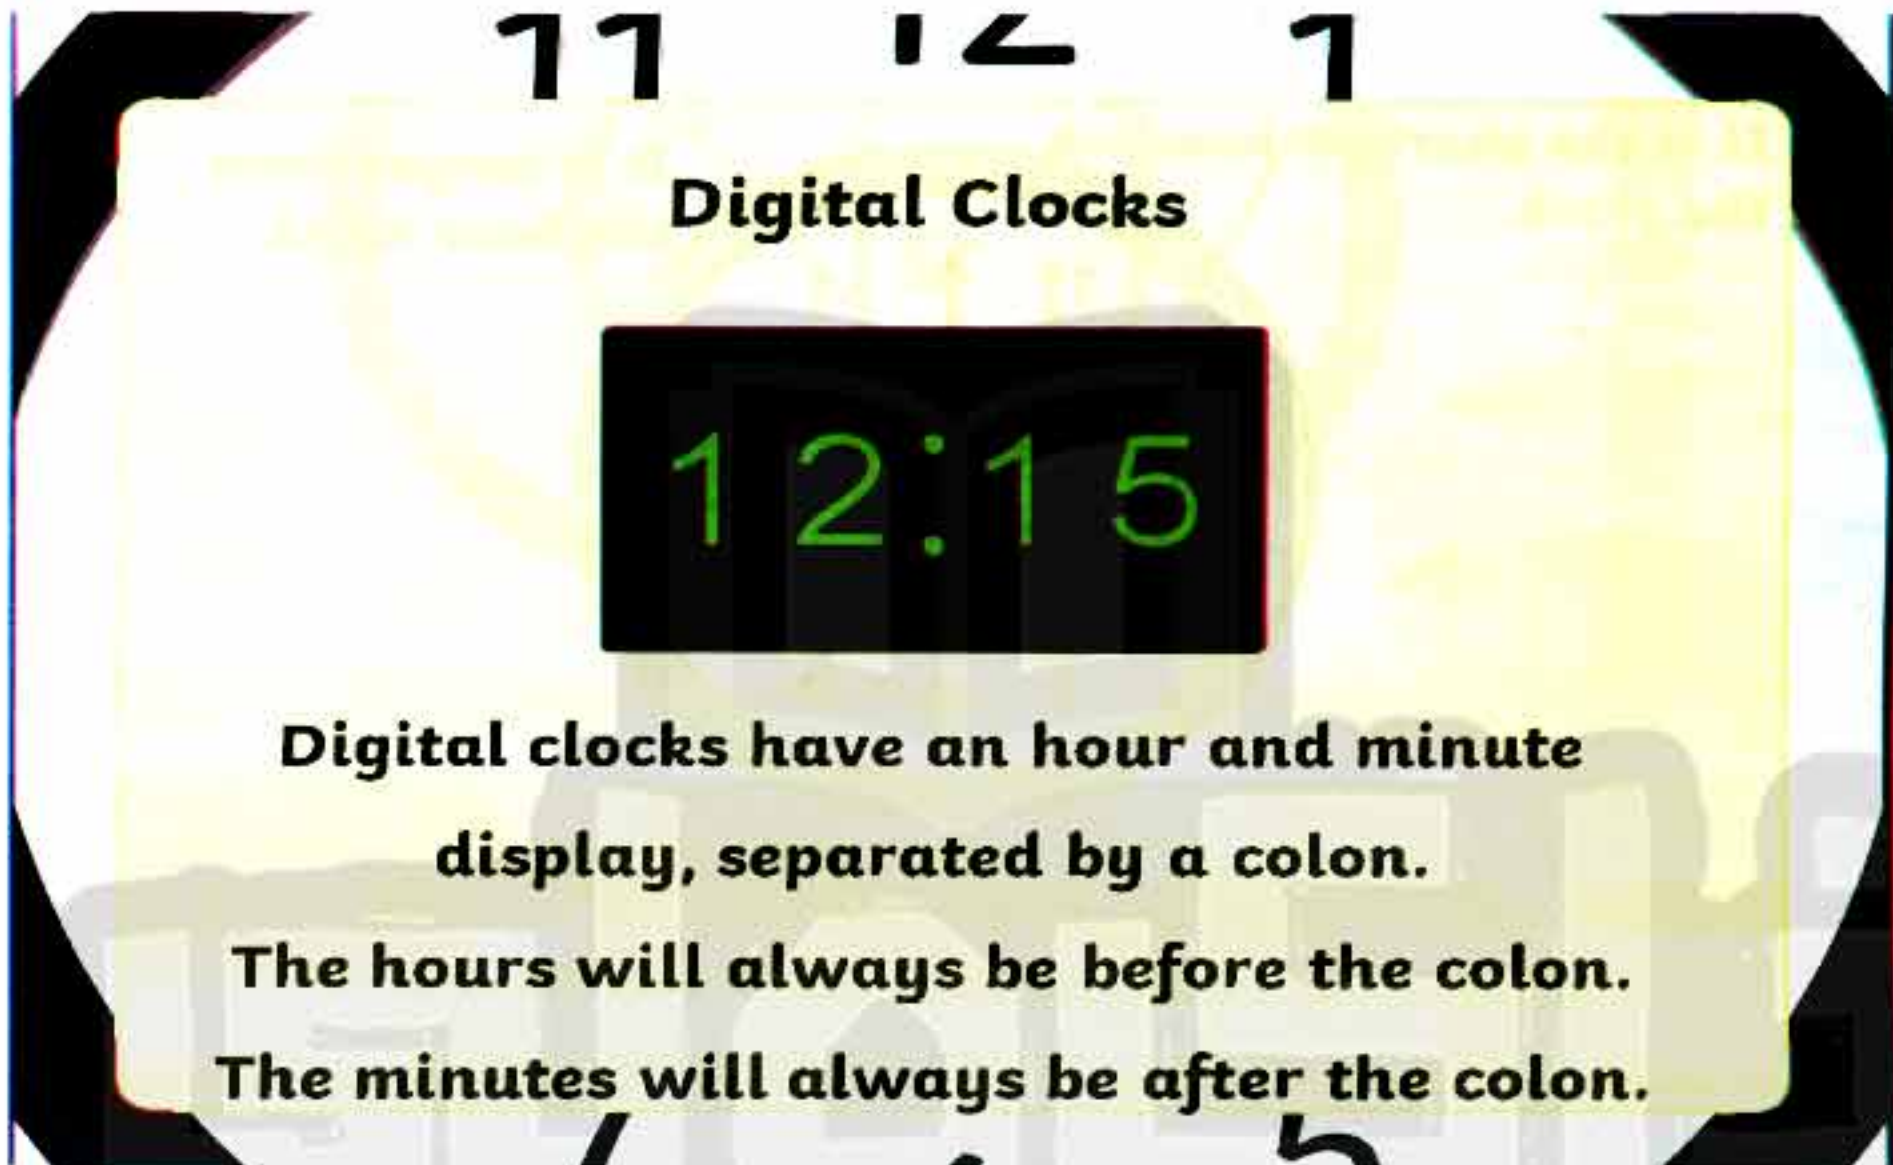 11 12 1
Digital Clocks
12:15
Digital clocks have an hour and minute
display, separated by a colon.
The hours will always be before the colon.
The minutes will always be after the colon.